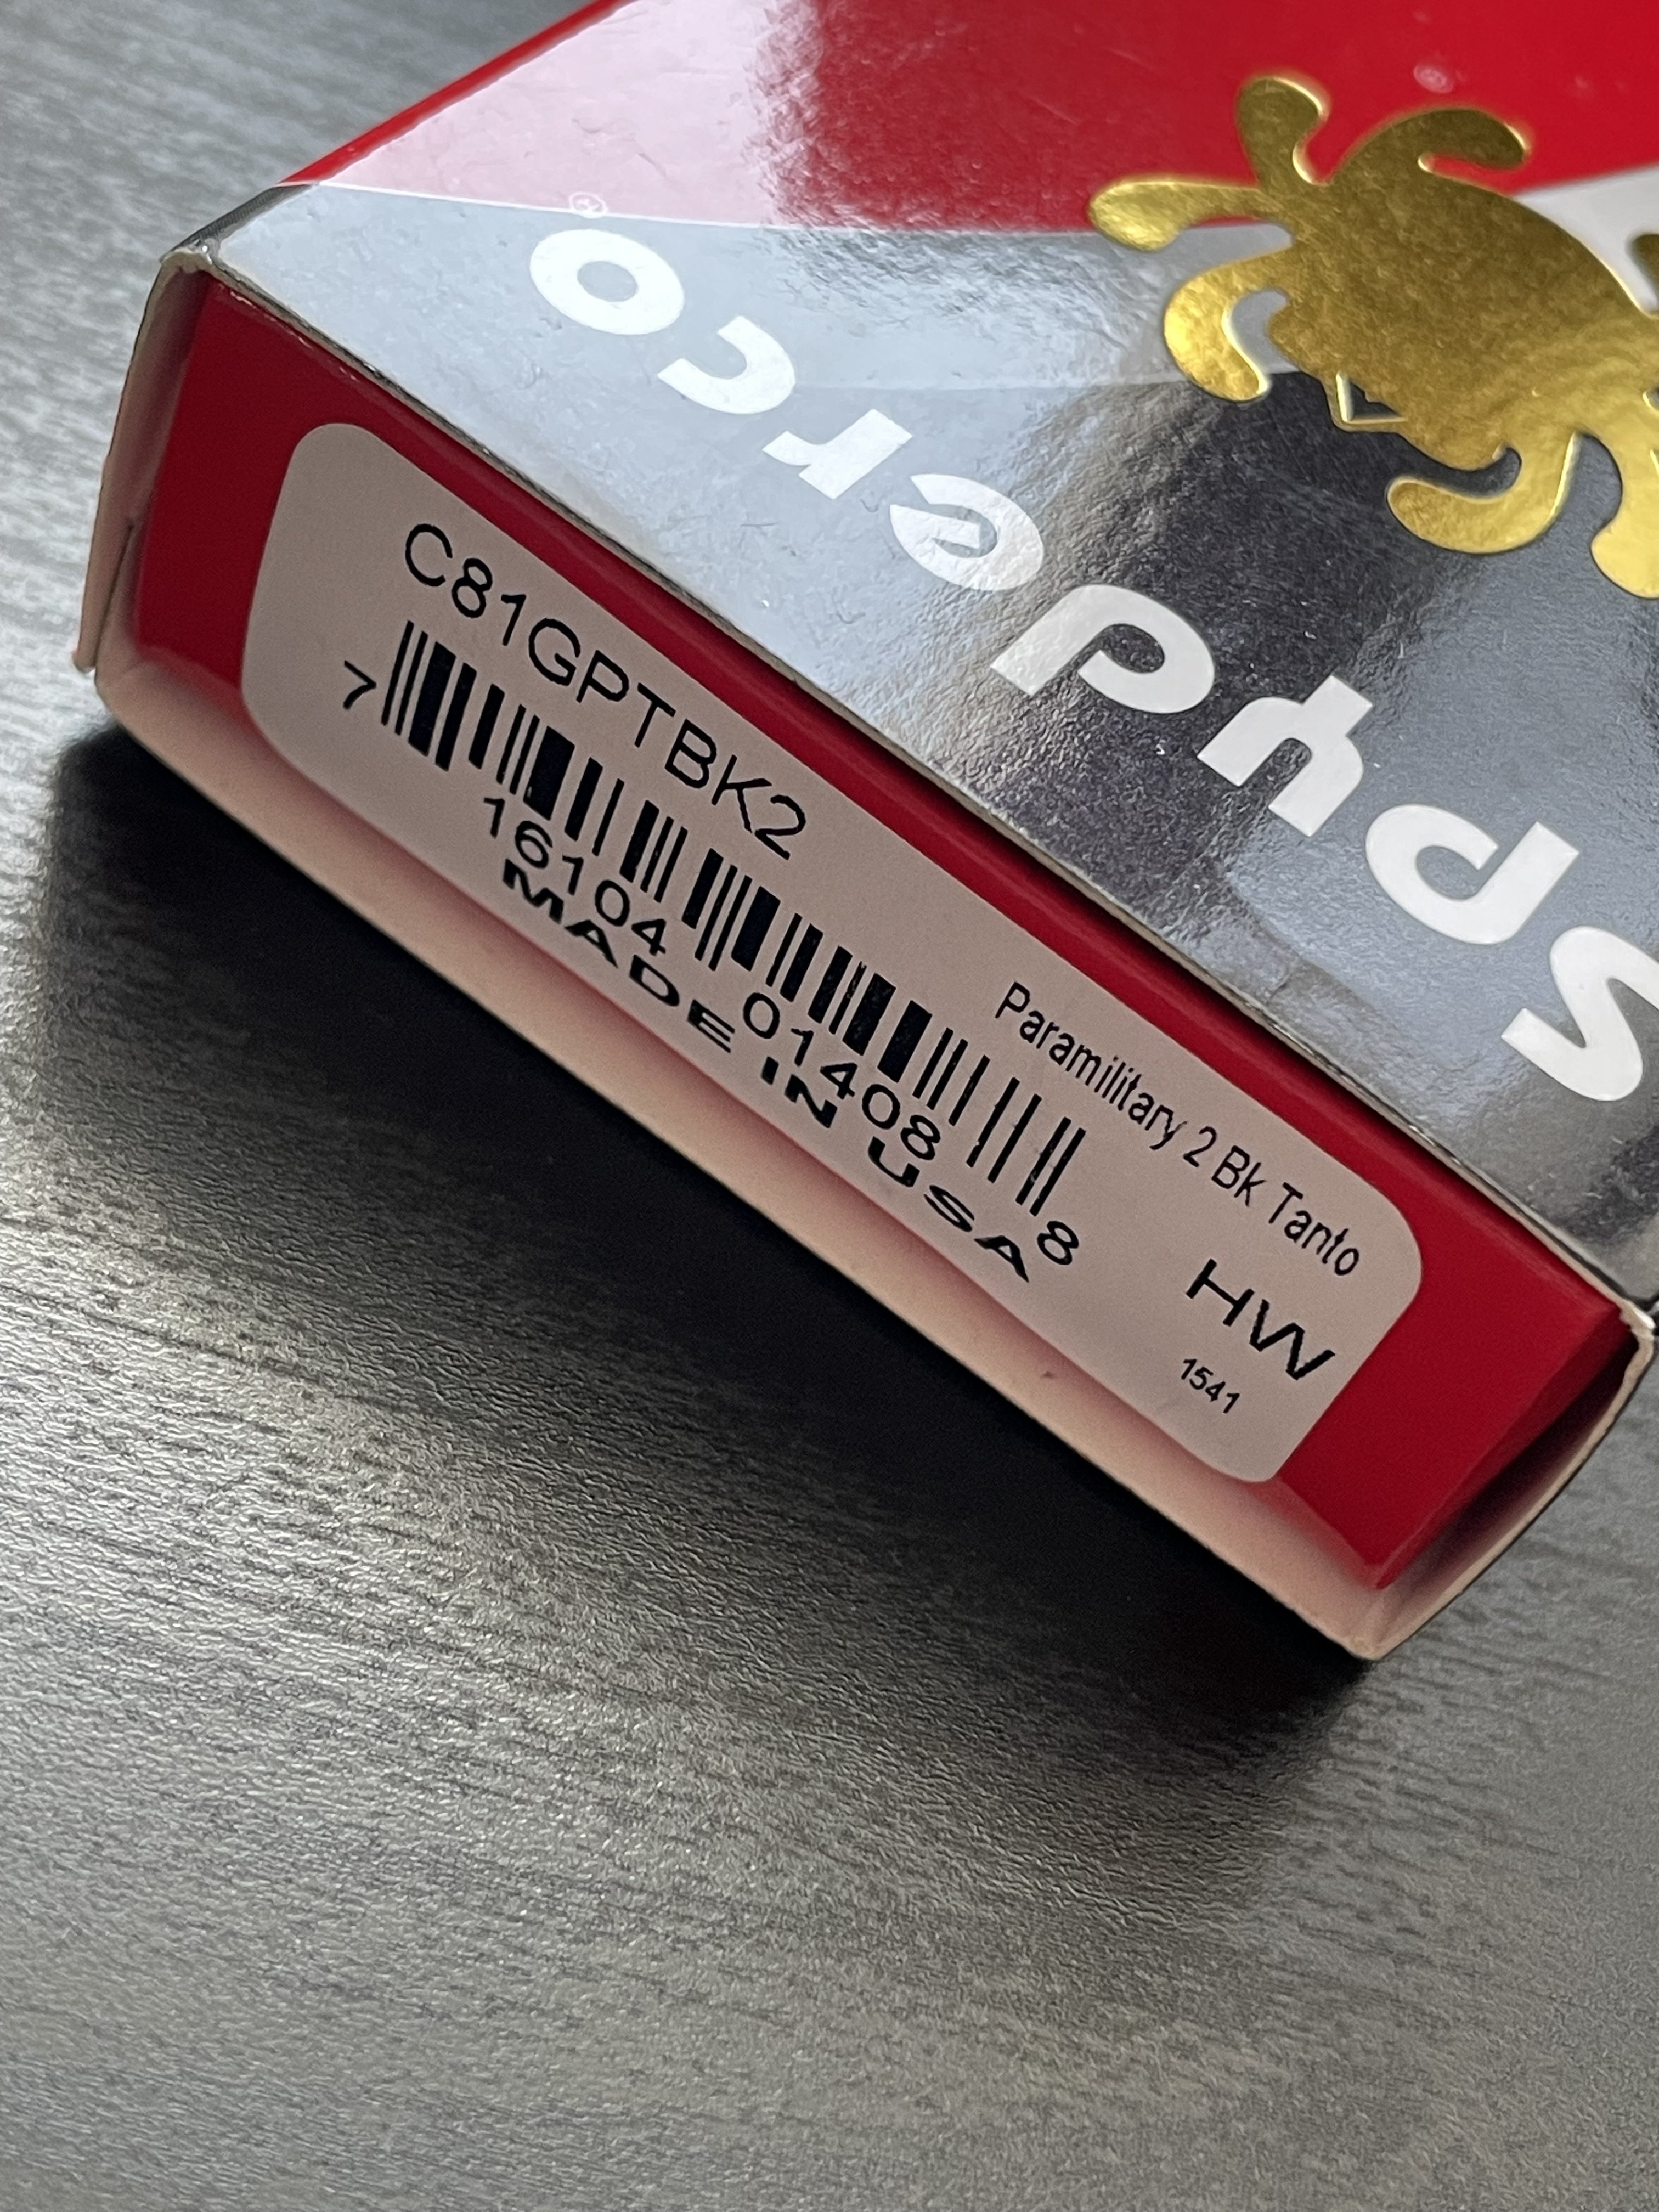 Spyderco®
C81GPTBK2
Paramilitary 2 Bk Tanto
7 16104 01408 8
MADE IN USA
HW
1541